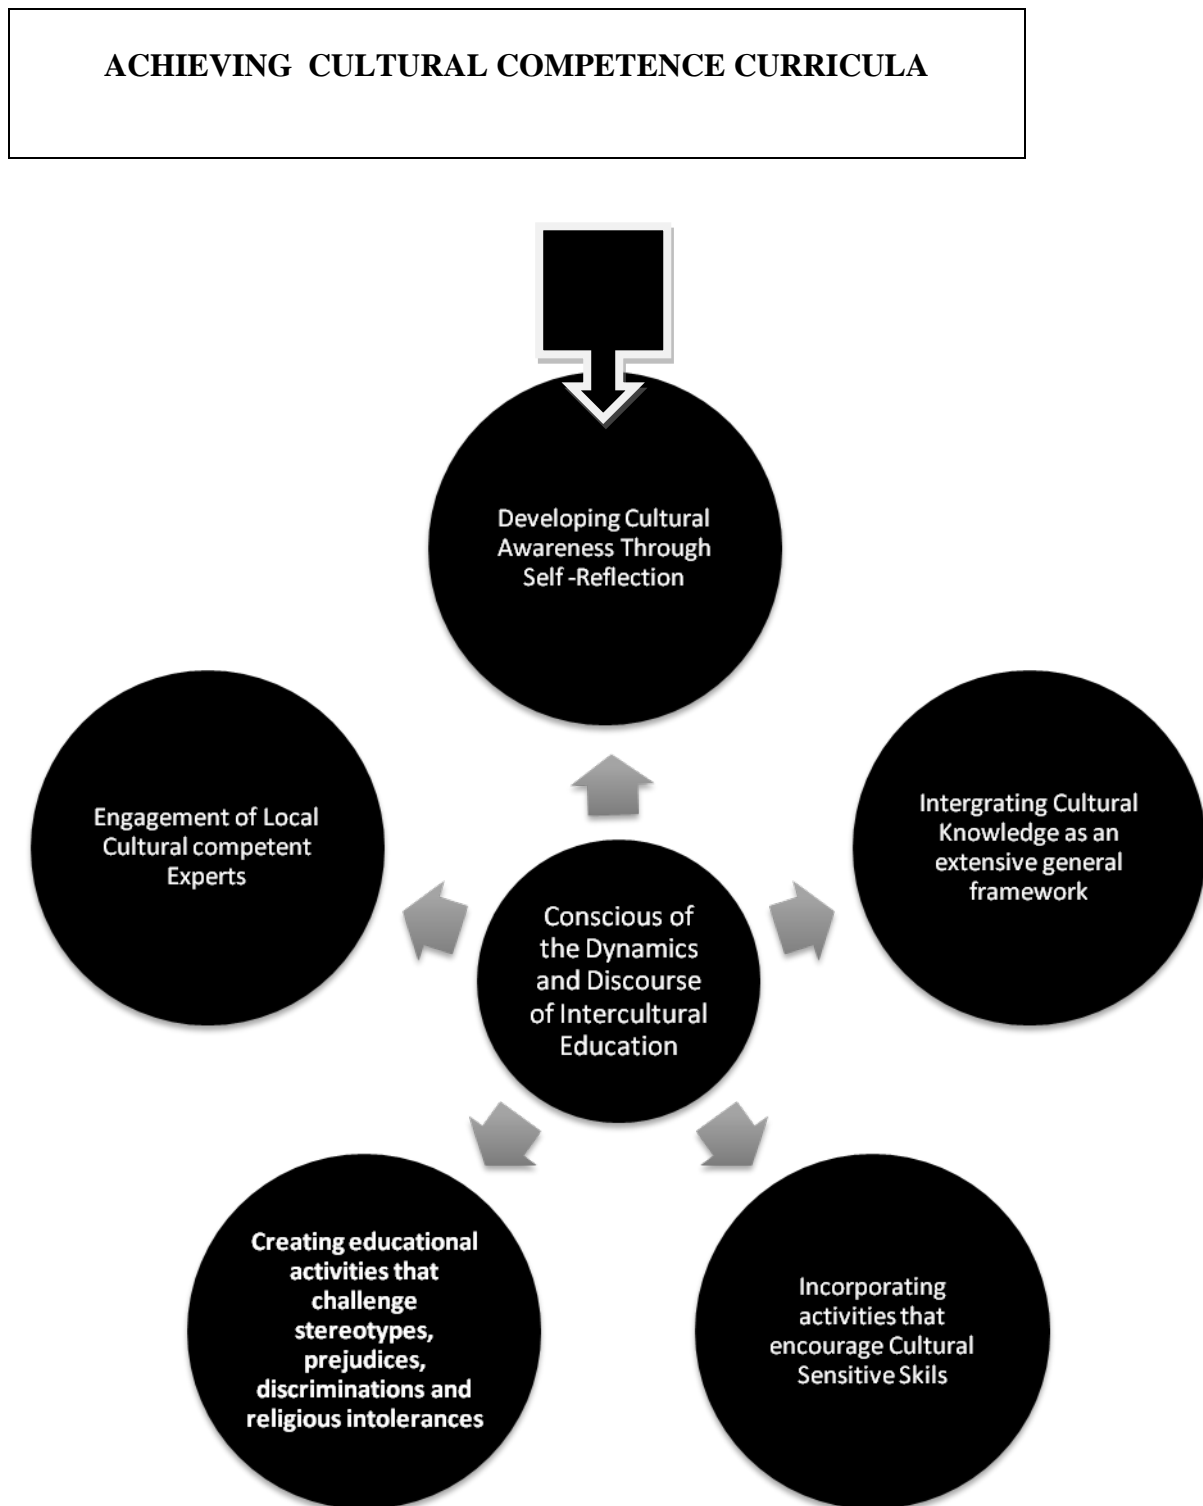 ACHIEVING CULTURAL COMPETENCE CURRICULA
Developing Cultural
Awareness Through
Self -Reflection
Engagement of Local
Cultural competent
Experts
Intergrating Cultural
Knowledge as an
extensive general
framework
Conscious of
the Dynamics
and Discourse
of Intercultural
Education
Creating educational
activities that
challenge
stereotypes,
prejudices,
discriminations and
religious intolerances
Incorporating
activities that
encourage Cultural
Sensitive Skils